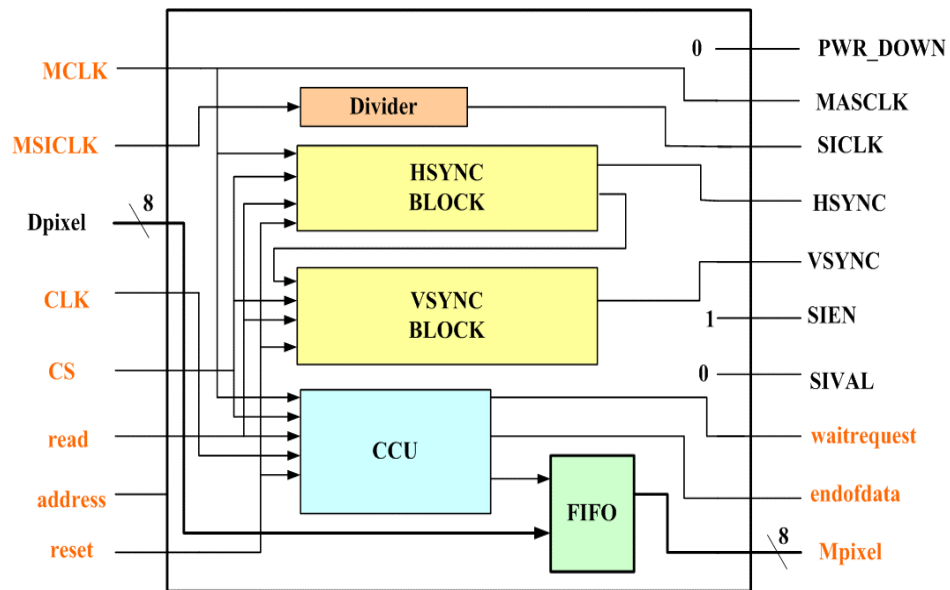 0
PWR_DOWN
MCLK
MASCLK
Divider
MSICLK
SICLK
HSYNC
BLOCK
8
Dpixel
HSYNC
VSYNC
CLK
VSYNC
BLOCK
1
SIEN
CS
0
SIVAL
read
CCU
waitrequest
address
endofdata
FIFO
reset
8
Mpixel